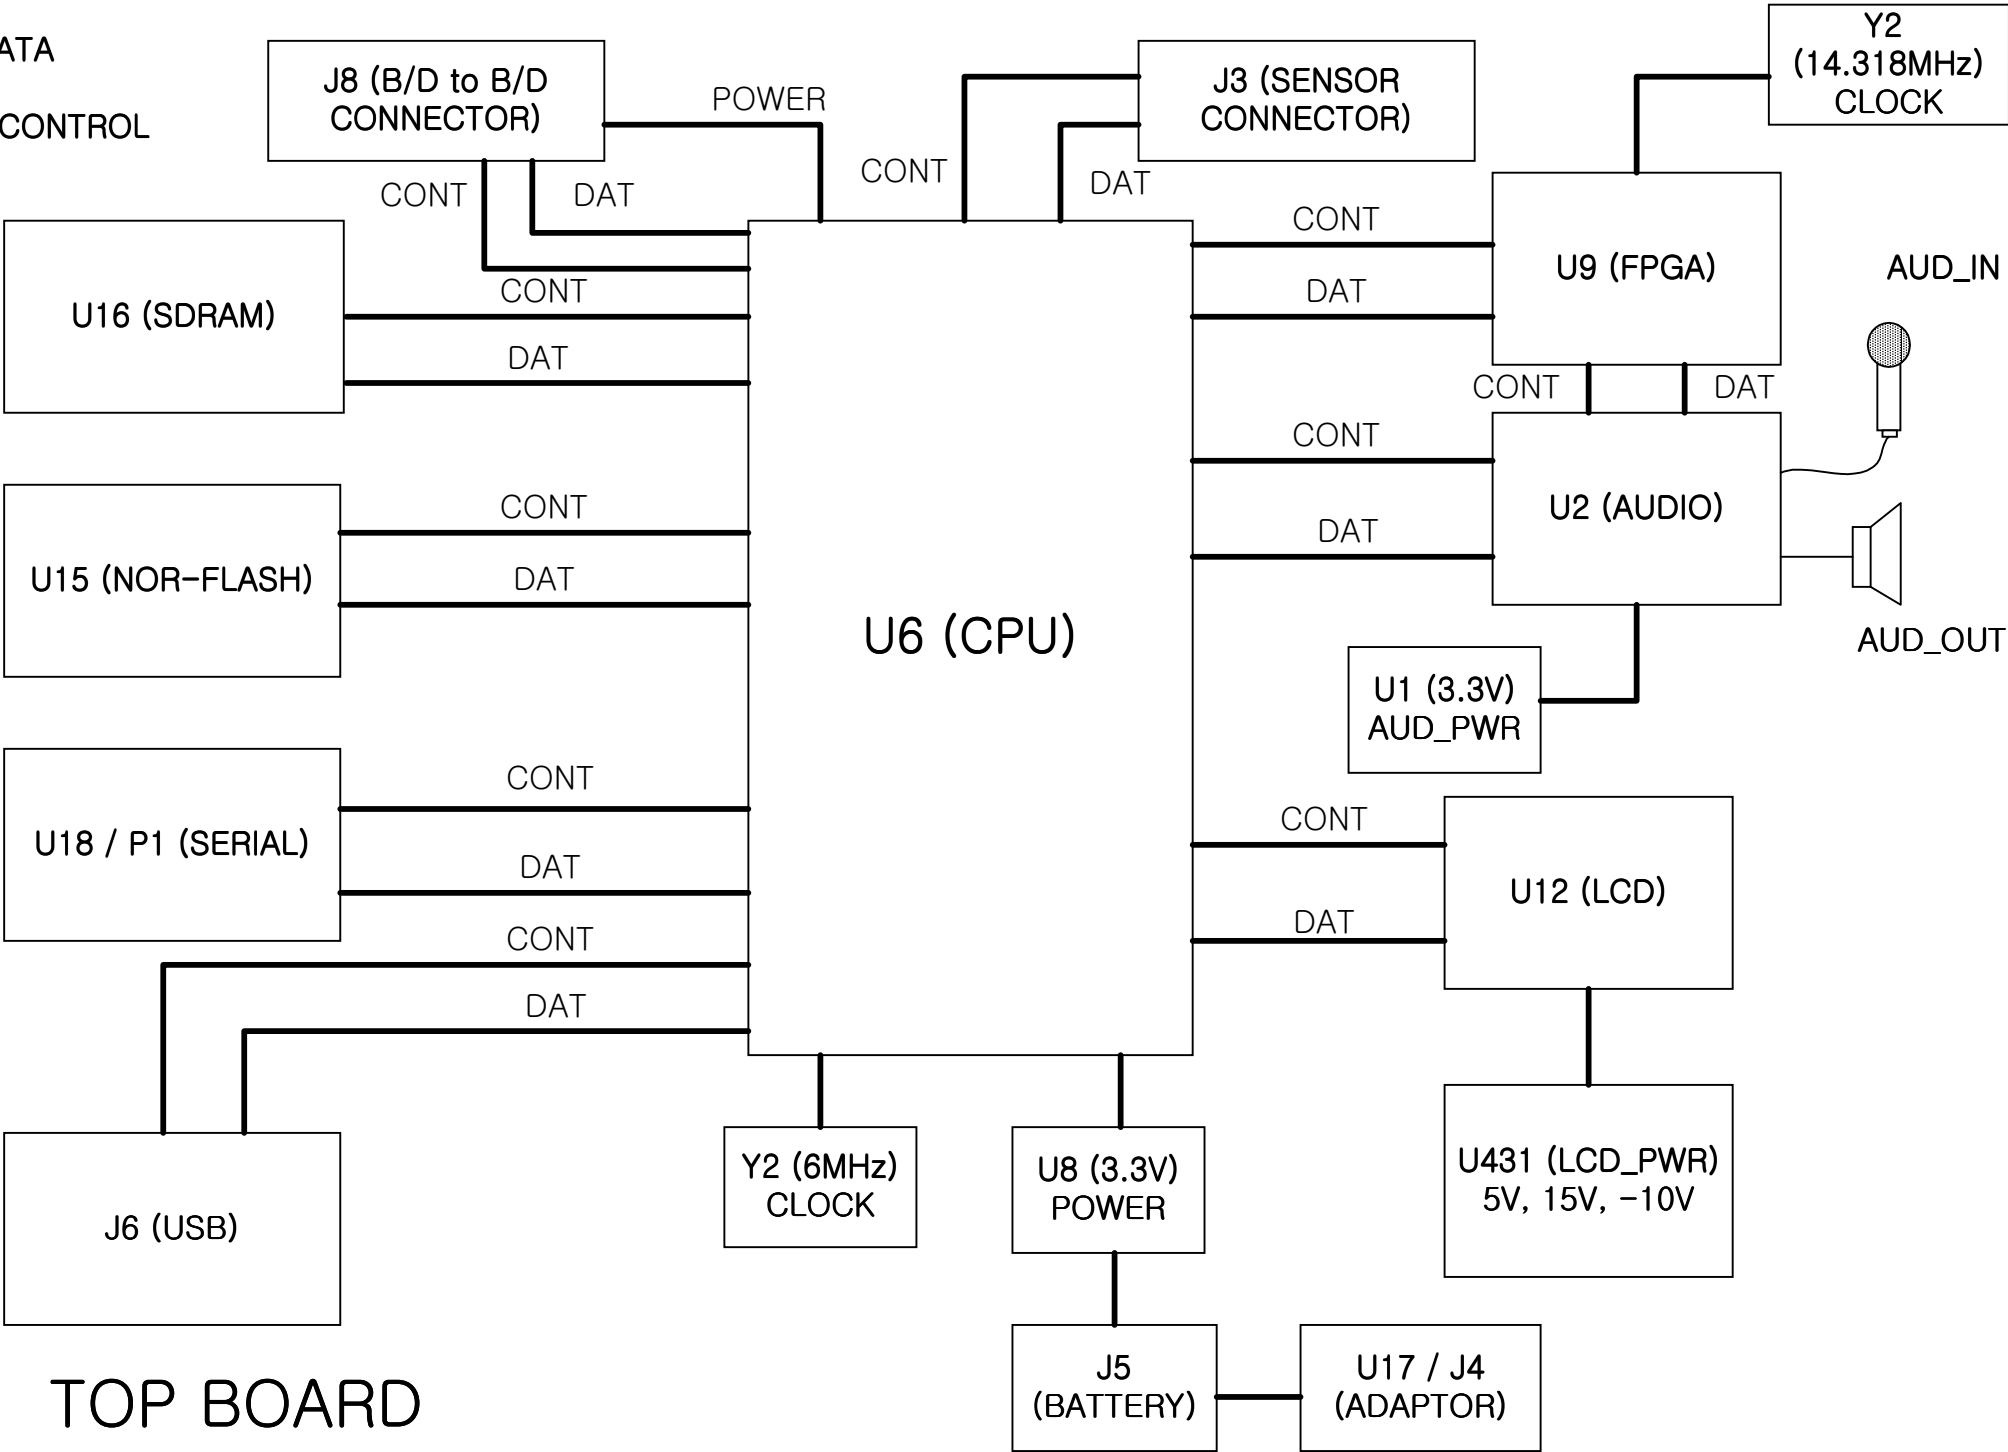 ATA
CONTROL
J8 (B/D to B/D
CONNECTOR)
POWER
CONT
DAT
J3 (SENSOR
CONNECTOR)
CONT
DAT
Y2
(14.318MHz)
CLOCK
U16 (SDRAM)
CONT
DAT
CONT
DAT
U9 (FPGA)
AUD_IN
CONT
DAT
CONT
DAT
U2 (AUDIO)
AUD_OUT
U15 (NOR-FLASH)
CONT
DAT
U6 (CPU)
U1 (3.3V)
AUD_PWR
U18 / P1 (SERIAL)
CONT
DAT
CONT
DAT
U12 (LCD)
CONT
DAT
J6 (USB)
Y2 (6MHz)
CLOCK
U8 (3.3V)
POWER
U431 (LCD_PWR)
5V, 15V, -10V
J5
(BATTERY)
U17 / J4
(ADAPTOR)
TOP BOARD